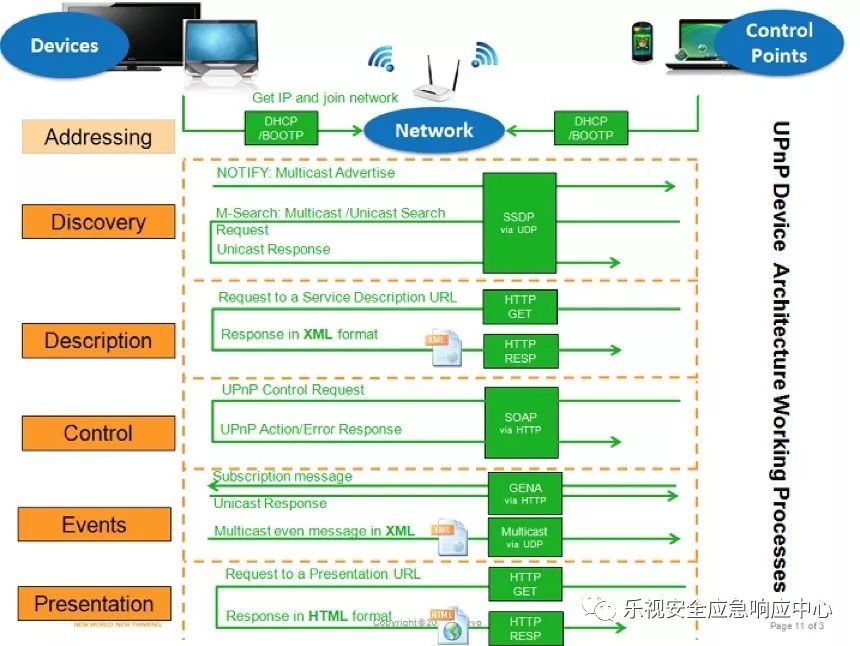 Devices
Control
Points
Get IP and join network
DHCP
/BOOTP
Network
DHCP
/BOOTP
Addressing
NOTIFY: Multicast Advertise
Discovery
M-Search: Multicast /Unicast Search
Request
Unicast Response
SSDP
via UDP
Description
Request to a Service Description URL
HTTP
GET
Response in XML format
XML
HTTP
RESP
Control
UPnP Control Request
UPnP Action/Error Response
SOAP
via HTTP
Events
Subscription message
Unicast Response
GENA
via HTTP
Multicast even message in XML
XML
Multicast
via UDP
Presentation
Request to a Presentation URL
HTTP
GET
Response in HTML format
HTML
HTTP
RESP
UPnP Device Architecture Working Processes
NEW WORLD. NEW THINKING.
Copyright©20
乐视安全应急响应中心
Page 11 of 3